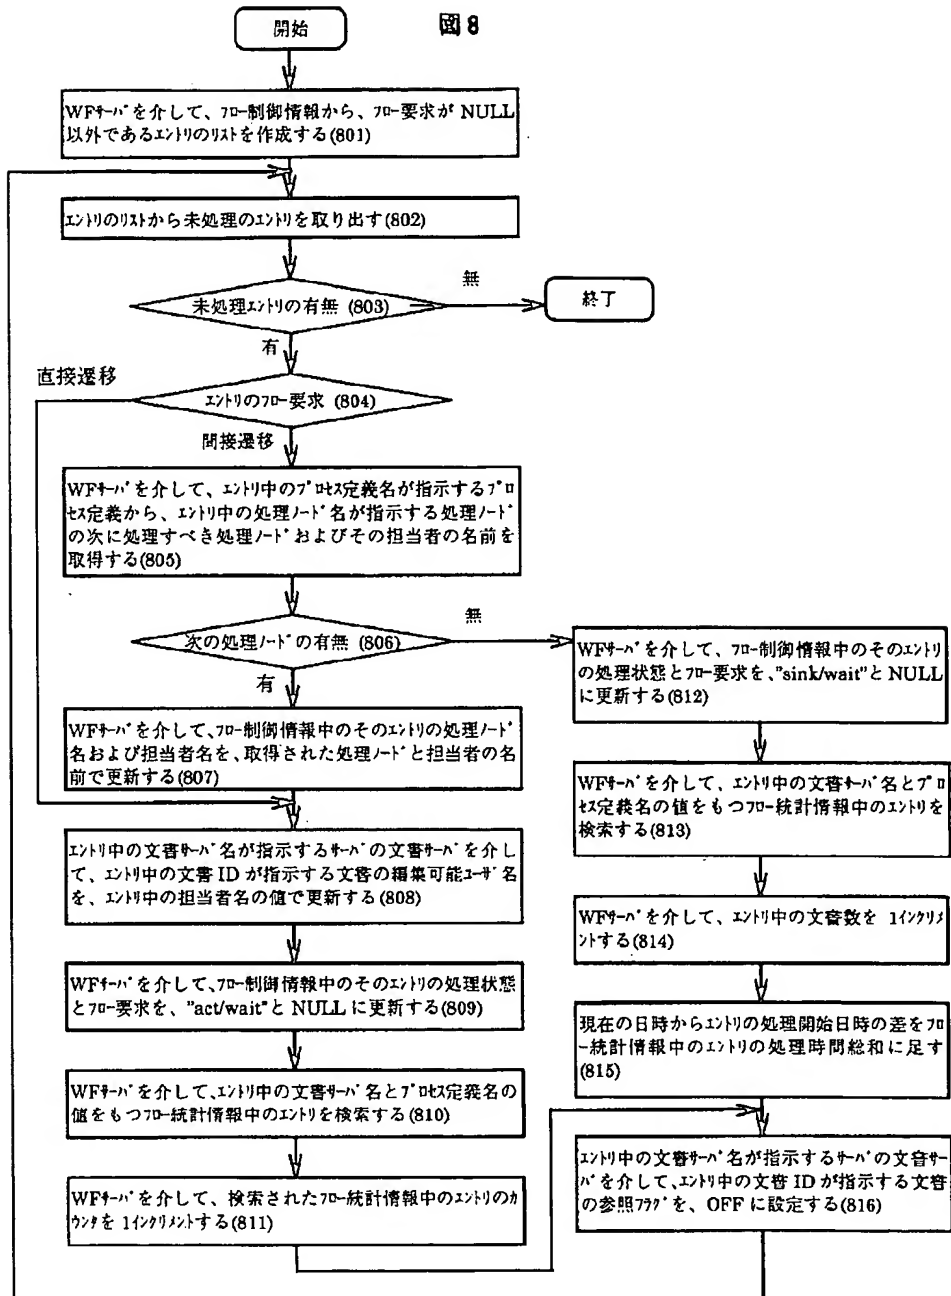 図8
開始
WFｻｰﾊﾞを介して、ﾌﾛｰ制御情報から、ﾌﾛｰ要求が NULL
以外であるｴﾝﾄﾘのﾘｽﾄを作成する(801)
ｴﾝﾄﾘのﾘｽﾄから未処理のｴﾝﾄﾘを取り出す(802)
未処理ｴﾝﾄﾘの有無 (803)
無
終了
有
直接遷移
ｴﾝﾄﾘのﾌﾛｰ要求 (804)
間接遷移
WFｻｰﾊﾞを介して、ｴﾝﾄﾘ中のﾌﾟﾛｾｽ定義名が指示するﾌﾟﾛ
ｾｽ定義から、ｴﾝﾄﾘ中の処理ﾉｰﾄﾞ名が指示する処理ﾉｰﾄﾞ
の次に処理すべき処理ﾉｰﾄﾞおよびその担当者の名前を
取得する(805)
次の処理ﾉｰﾄﾞの有無 (806)
無
有
WFｻｰﾊﾞを介して、ﾌﾛｰ制御情報中のそのｴﾝﾄﾘの処理ﾉｰﾄﾞ
名および担当者名を、取得された処理ﾉｰﾄﾞと担当者の名
前で更新する(807)
ｴﾝﾄﾘ中の文書ｻｰﾊﾞ名が指示するｻｰﾊﾞの文書ｻｰﾊﾞを介し
て、ｴﾝﾄﾘ中の文書 ID が指示する文書の編集可能ﾕｰｻﾞ名
を、ｴﾝﾄﾘ中の担当者名の値で更新する(808)
WFｻｰﾊﾞを介して、ﾌﾛｰ制御情報中のそのｴﾝﾄﾘの処理状態
とﾌﾛｰ要求を、"act/wait"と NULL に更新する(809)
WFｻｰﾊﾞを介して、ｴﾝﾄﾘ中の文書ｻｰﾊﾞ名とﾌﾟﾛｾｽ定義名の
値をもつﾌﾛｰ統計情報中のｴﾝﾄﾘを検索する(810)
WFｻｰﾊﾞを介して、検索されたﾌﾛｰ統計情報中のｴﾝﾄﾘのｶ
ｳﾝﾀを 1ｲﾝｸﾘﾒﾝﾄする(811)
WFｻｰﾊﾞを介して、ﾌﾛｰ制御情報中のそのｴﾝﾄﾘ
の処理状態とﾌﾛｰ要求を、"sink/wait"と NULL
に更新する(812)
WFｻｰﾊﾞを介して、ｴﾝﾄﾘ中の文書ｻｰﾊﾞ名とﾌﾟﾛ
ｾｽ定義名の値をもつﾌﾛｰ統計情報中のｴﾝﾄﾘを
検索する(813)
WFｻｰﾊﾞを介して、ｴﾝﾄﾘ中の文書数を 1ｲﾝｸﾘﾒ
ﾝﾄする(814)
現在の日時からｴﾝﾄﾘの処理開始日時の差をﾌﾛ
ｰ統計情報中のｴﾝﾄﾘの処理時間総和に足す
(815)
ｴﾝﾄﾘ中の文書ｻｰﾊﾞ名が指示するｻｰﾊﾞの文書ｻｰ
ﾊﾞを介して、ｴﾝﾄﾘ中の文書 ID が指示する文書
の参照ﾌﾗｸﾞを、OFF に設定する(816)